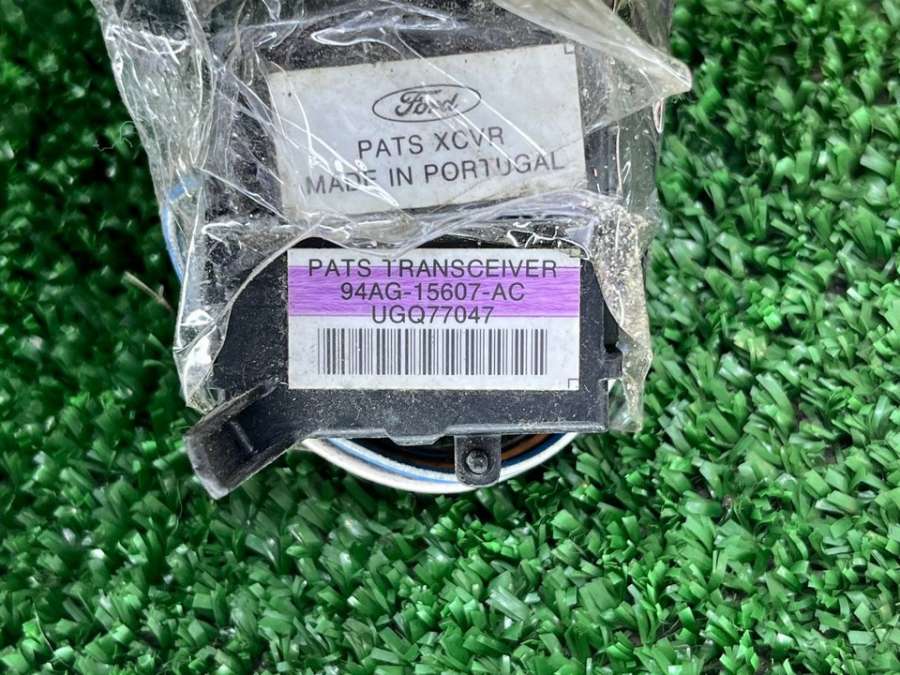 Ford
PATS XCVR
MADE IN PORTUGAL
PATS TRANSCEIVER
94AG-15607-AC
UGQ77047